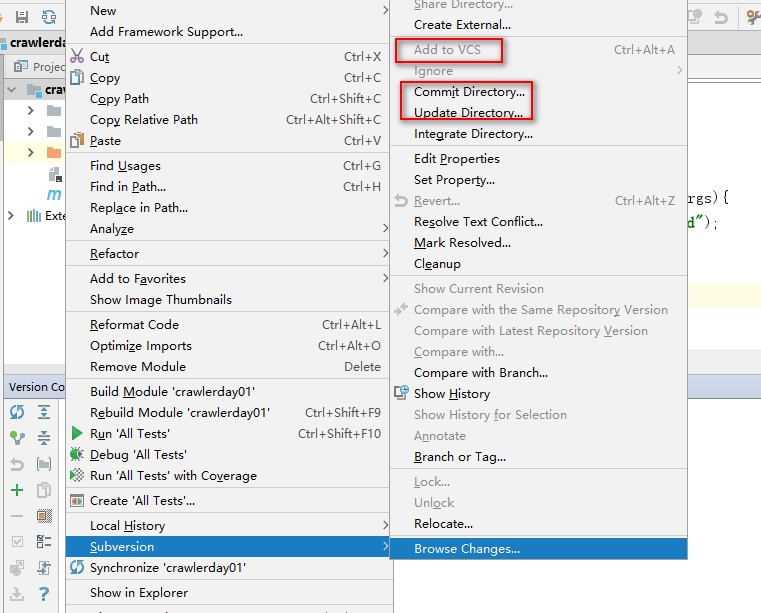 New
Add Framework Support...
Cut Ctrl+X
Copy Ctrl+C
Copy Path Ctrl+Shift+C
Copy Relative Path Ctrl+Alt+Shift+C
Paste Ctrl+V
Find Usages Ctrl+G
Find in Path... Ctrl+H
Replace in Path...
Analyze
Refactor
Add to Favorites
Show Image Thumbnails
Reformat Code Ctrl+Alt+L
Optimize Imports Ctrl+Alt+O
Remove Module Delete
Build Module 'crawlerday01'
Rebuild Module 'crawlerday01' Ctrl+Shift+F9
Run 'All Tests' Ctrl+Shift+F10
Debug 'All Tests'
Run 'All Tests' with Coverage
Create 'All Tests'...
Local History
Subversion
Synchronize 'crawlerday01'
Show in Explorer
Share Directory...
Create External...
Add to VCS Ctrl+Alt+A
Ignore
Commit Directory...
Update Directory...
Integrate Directory...
Edit Properties
Set Property...
Revert... Ctrl+Alt+Z
Resolve Text Conflict...
Mark Resolved...
Cleanup
Show Current Revision
Compare with the Same Repository Version
Compare with Latest Repository Version
Compare with...
Compare with Branch...
Show History
Show History for Selection
Annotate
Branch or Tag...
Lock...
Unlock
Relocate...
Browse Changes...
crawlerda
Projec
cra
m
Exte
Version Co
rgs){
d");